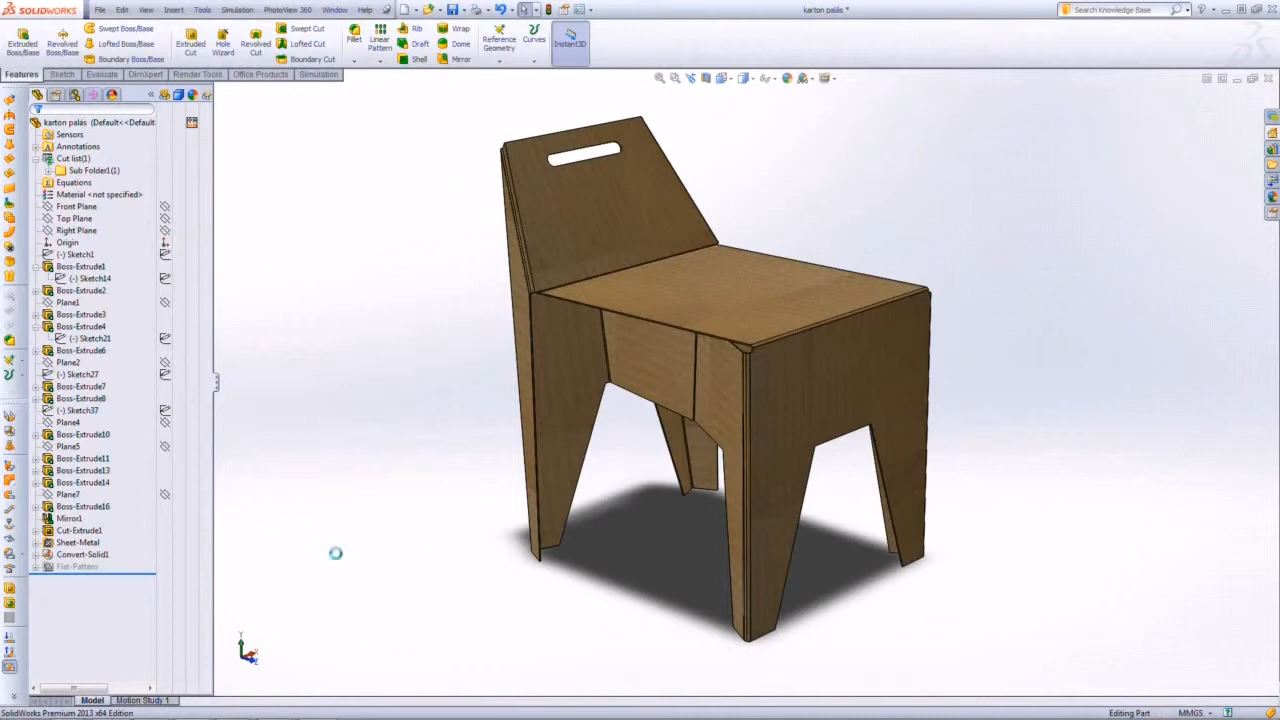 SOLIDWORKS File Edit View Insert Tools Simulation PhotoView 360 Window Help karton palás * Search Knowledge Base
Extruded Boss/Base
Revolved Boss/Base
Swept Boss/Base
Lofted Boss/Base
Boundary Boss/Base
Extruded Cut
Hole Wizard
Revolved Cut
Swept Cut
Lofted Cut
Boundary Cut
Fillet
Linear Pattern
Rib
Draft
Shell
Wrap
Dome
Mirror
Reference Geometry
Curves
Instant3D
Features Sketch Evaluate DimXpert Render Tools Office Products Simulation
karton palás (Default<<Default
Sensors
Annotations
Cut list(1)
Sub Folder1(1)
Equations
Material <not specified>
Front Plane
Top Plane
Right Plane
Origin
(-) Sketch1
Boss-Extrude1
(-) Sketch14
Boss-Extrude2
Plane1
Boss-Extrude3
Boss-Extrude4
(-) Sketch21
Boss-Extrude6
Plane2
(-) Sketch27
Boss-Extrude7
Boss-Extrude8
(-) Sketch37
Plane4
Boss-Extrude10
Plane5
Boss-Extrude11
Boss-Extrude13
Boss-Extrude14
Plane7
Boss-Extrude16
Mirror1
Cut-Extrude1
Sheet-Metal
Convert-Solid1
Flat-Pattern
Y
X
Z
Model Motion Study 1
SolidWorks Premium 2013 x64 Edition Editing Part MMGS